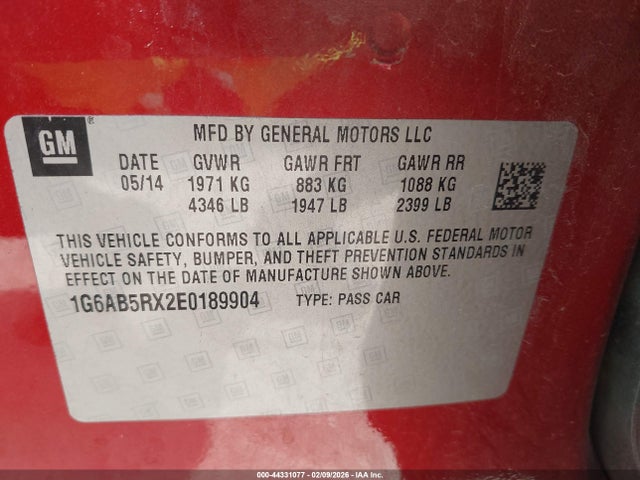 GM
MFD BY GENERAL MOTORS LLC
DATE GVWR GAWR FRT GAWR RR
05/14 1971 KG 883 KG 1088 KG
4346 LB 1947 LB 2399 LB
THIS VEHICLE CONFORMS TO ALL APPLICABLE U.S. FEDERAL MOTOR
VEHICLE SAFETY, BUMPER, AND THEFT PREVENTION STANDARDS IN
EFFECT ON THE DATE OF MANUFACTURE SHOWN ABOVE.
1G6AB5RX2E0189904 TYPE: PASS CAR
000-44331077 - 02/09/2026 - IAA Inc.